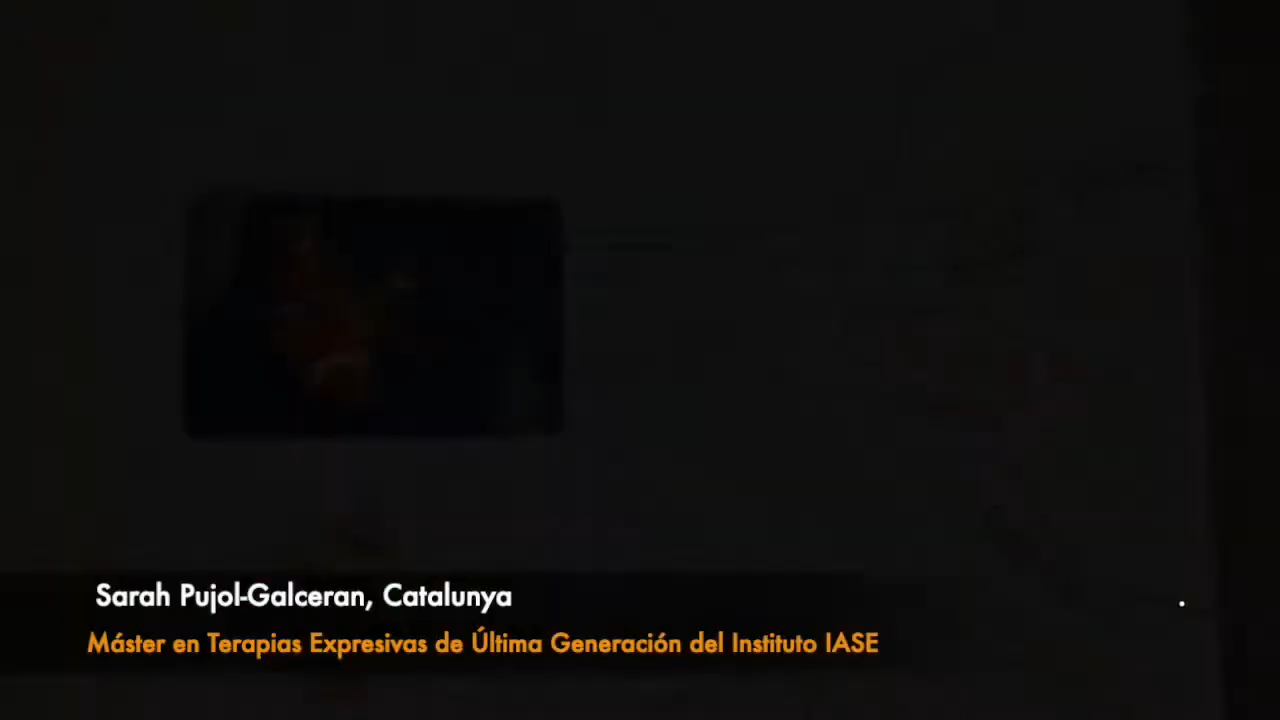 Sarah Pujol-Galceran, Catalunya
.
Máster en Terapias Expresivas de Última Generación del Instituto IASE